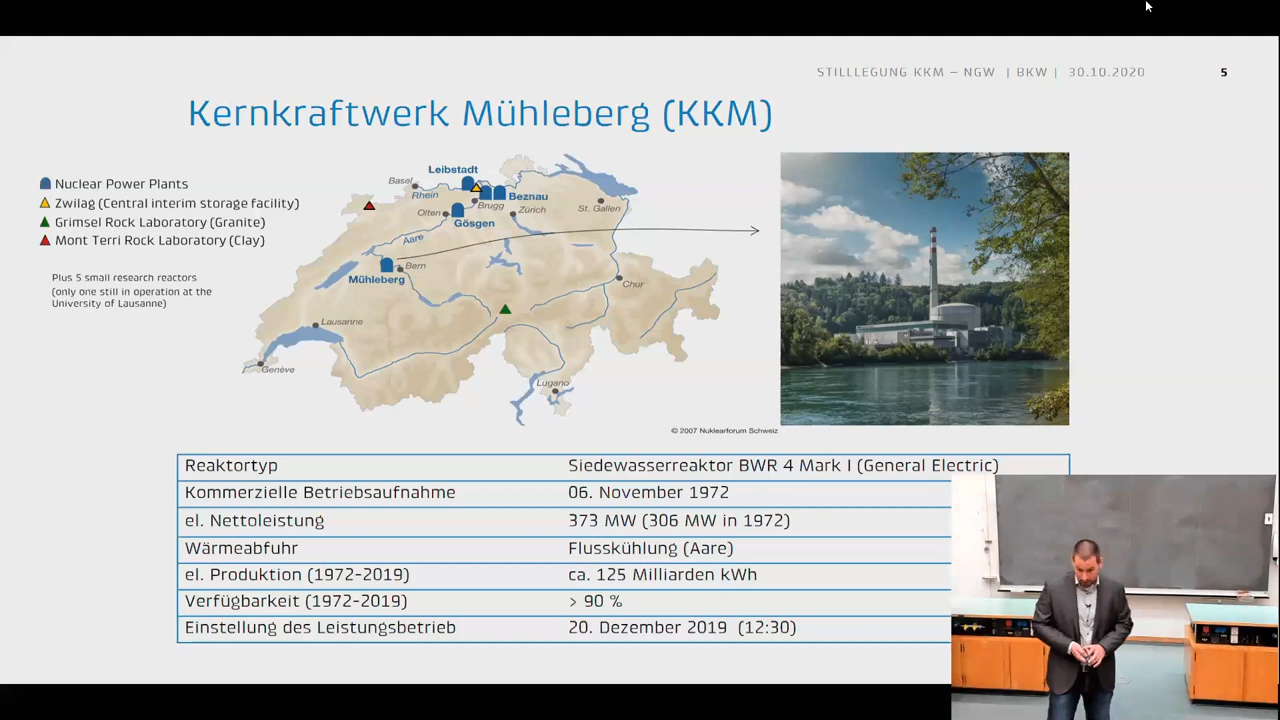 STILLLEGUNG KKM – NGW | BKW | 30.10.2020 5
Kernkraftwerk Mühleberg (KKM)
Nuclear Power Plants
Zwilag (Central interim storage facility)
Grimsel Rock Laboratory (Granite)
Mont Terri Rock Laboratory (Clay)
Plus 5 small research reactors
(only one still in operation at the
University of Lausanne)
Leibstadt
Basel
Rhein
Beznau
Brugg
Olten
Zürich
St. Gallen
Gösgen
Aare
Bern
Mühleberg
Chur
Lausanne
Genève
Lugano
© 2007 Nuklearforum Schweiz
Reaktortyp Siedewasserreaktor BWR 4 Mark I (General Electric)
Kommerzielle Betriebsaufnahme 06. November 1972
el. Nettoleistung 373 MW (306 MW in 1972)
Wärmeabfuhr Flusskühlung (Aare)
el. Produktion (1972-2019) ca. 125 Milliarden kWh
Verfügbarkeit (1972-2019) > 90 %
Einstellung des Leistungsbetrieb 20. Dezember 2019 (12:30)